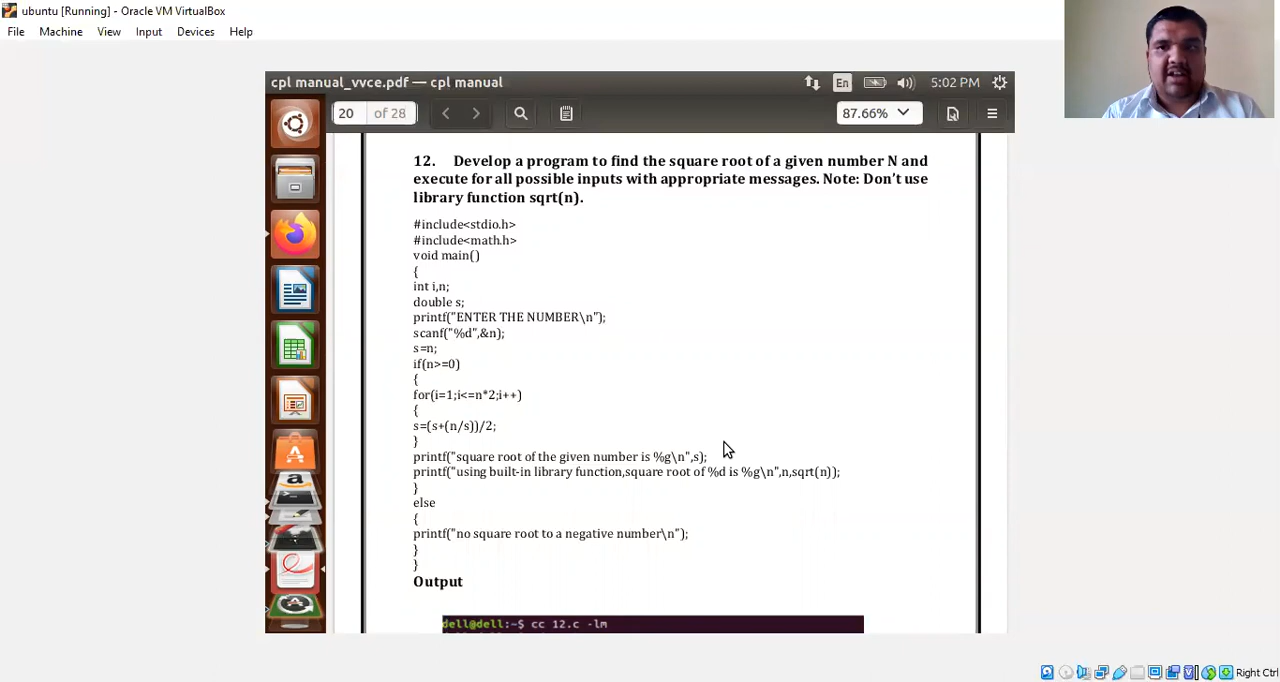 ubuntu [Running] - Oracle VM VirtualBox
File Machine View Input Devices Help
cpl manual_vvce.pdf — cpl manual
En
5:02 PM
20 of 28
87.66%
12. Develop a program to find the square root of a given number N and
execute for all possible inputs with appropriate messages. Note: Don't use
library function sqrt(n).
#include<stdio.h>
#include<math.h>
void main()
{
int i,n;
double s;
printf("ENTER THE NUMBER\n");
scanf("%d",&n);
s=n;
if(n>=0)
{
for(i=1;i<=n*2;i++)
{
s=(s+(n/s))/2;
}
printf("square root of the given number is %g\n",s);
printf("using built-in library function,square root of %d is %g\n",n,sqrt(n));
}
else
{
printf("no square root to a negative number\n");
}
}
Output
dell@dell:~$ cc 12.c -lm
Right Ctrl